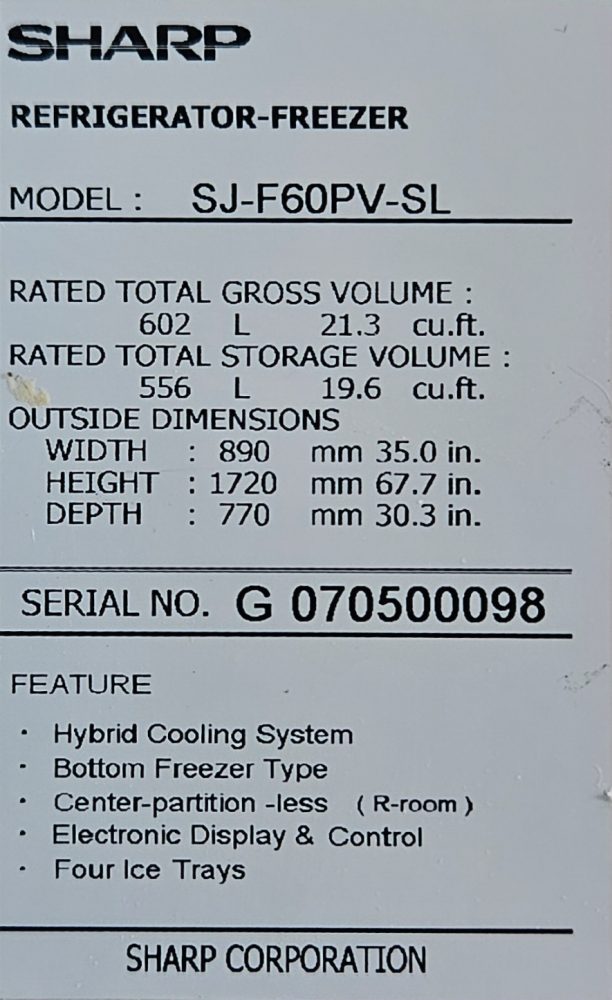 SHARP
REFRIGERATOR-FREEZER
MODEL : SJ-F60PV-SL
RATED TOTAL GROSS VOLUME :
602 L 21.3 cu.ft.
RATED TOTAL STORAGE VOLUME :
556 L 19.6 cu.ft.
OUTSIDE DIMENSIONS
WIDTH : 890 mm 35.0 in.
HEIGHT : 1720 mm 67.7 in.
DEPTH : 770 mm 30.3 in.
SERIAL NO. G 070500098
FEATURE
· Hybrid Cooling System
· Bottom Freezer Type
· Center-partition -less ( R-room )
· Electronic Display & Control
· Four Ice Trays
SHARP CORPORATION